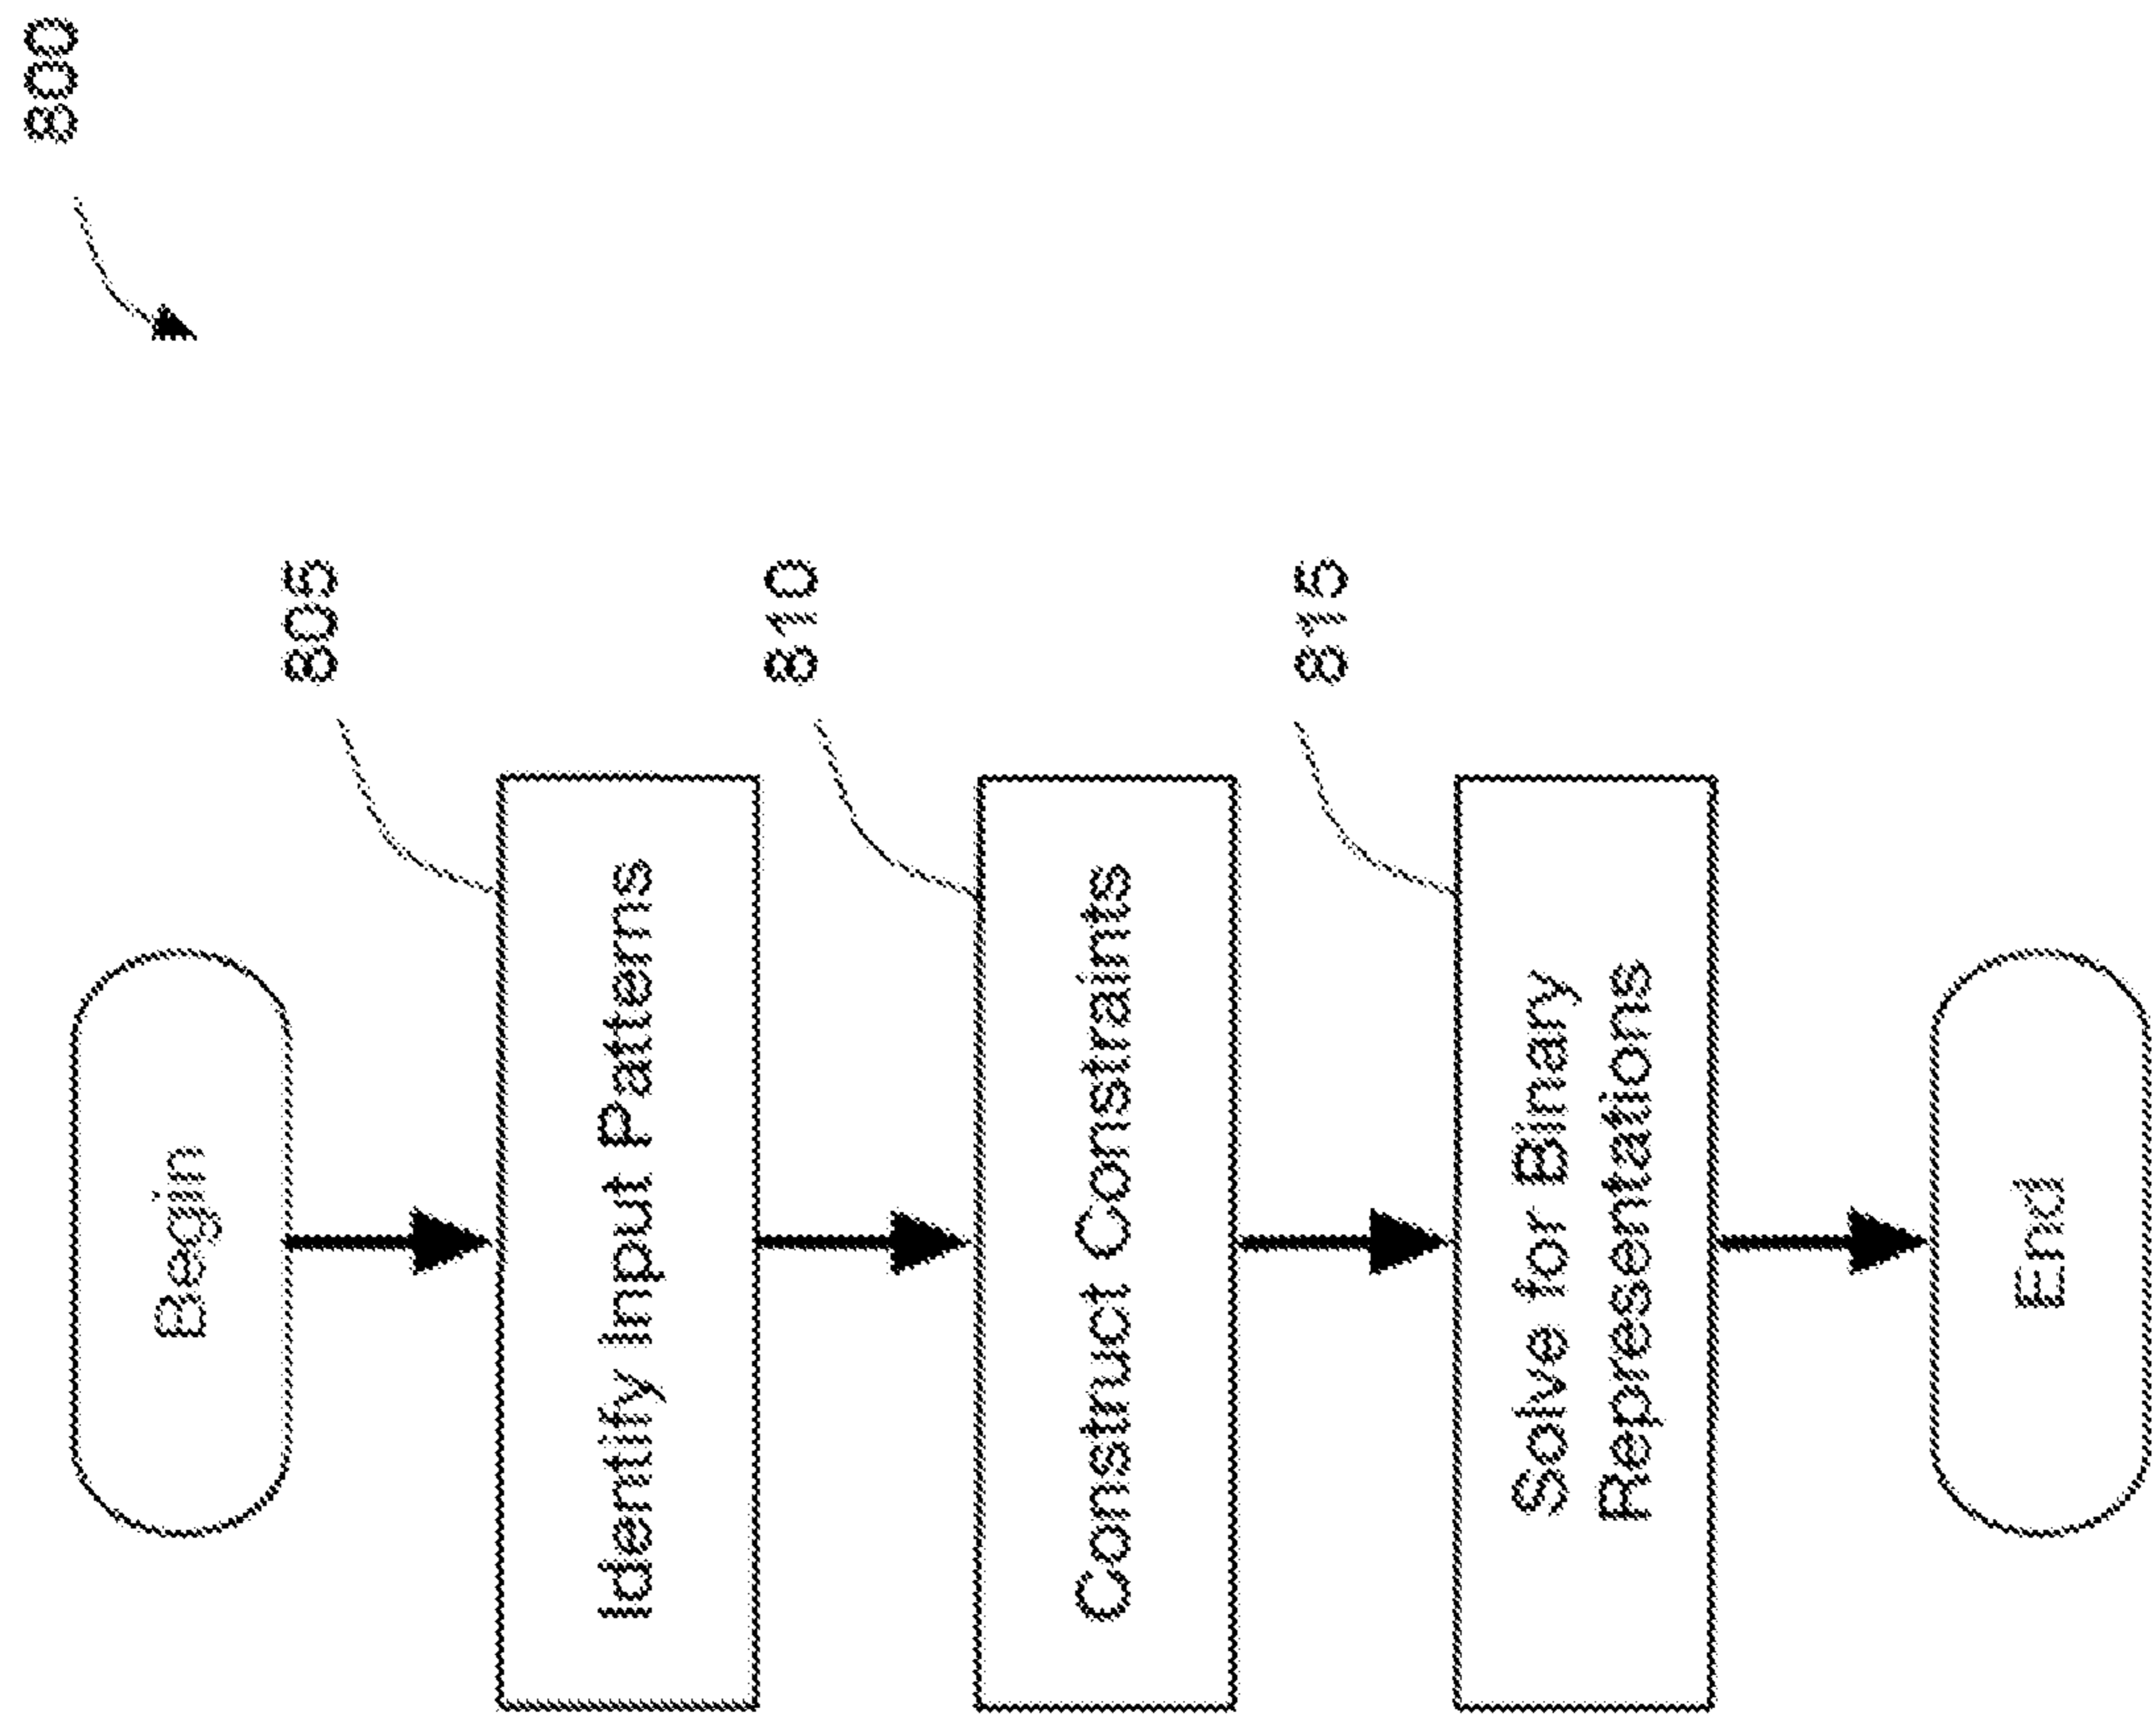 800
Begin
805
Identify Input Patterns
810
Construct Constraints
815
Solve for Binary
Representations
End